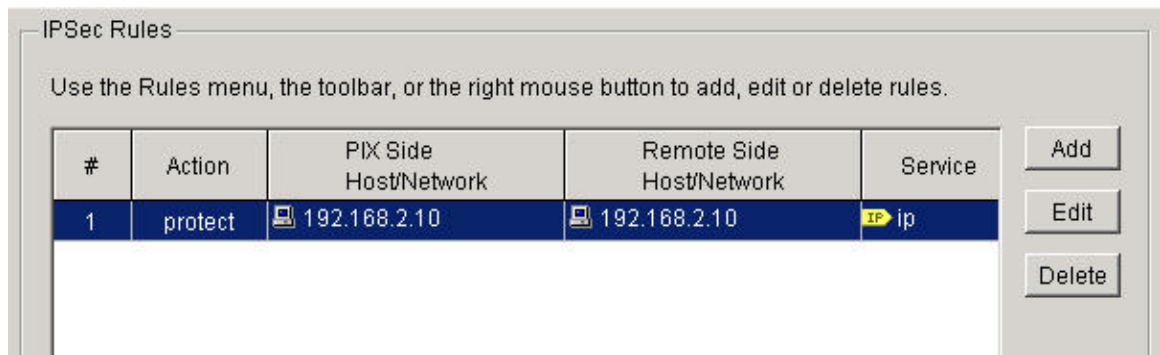 IPSec Rules
Use the Rules menu, the toolbar, or the right mouse button to add, edit or delete rules.
# Action PIX Side Host/Network Remote Side Host/Network Service
1 protect 192.168.2.10 192.168.2.10 IP ip
Add
Edit
Delete